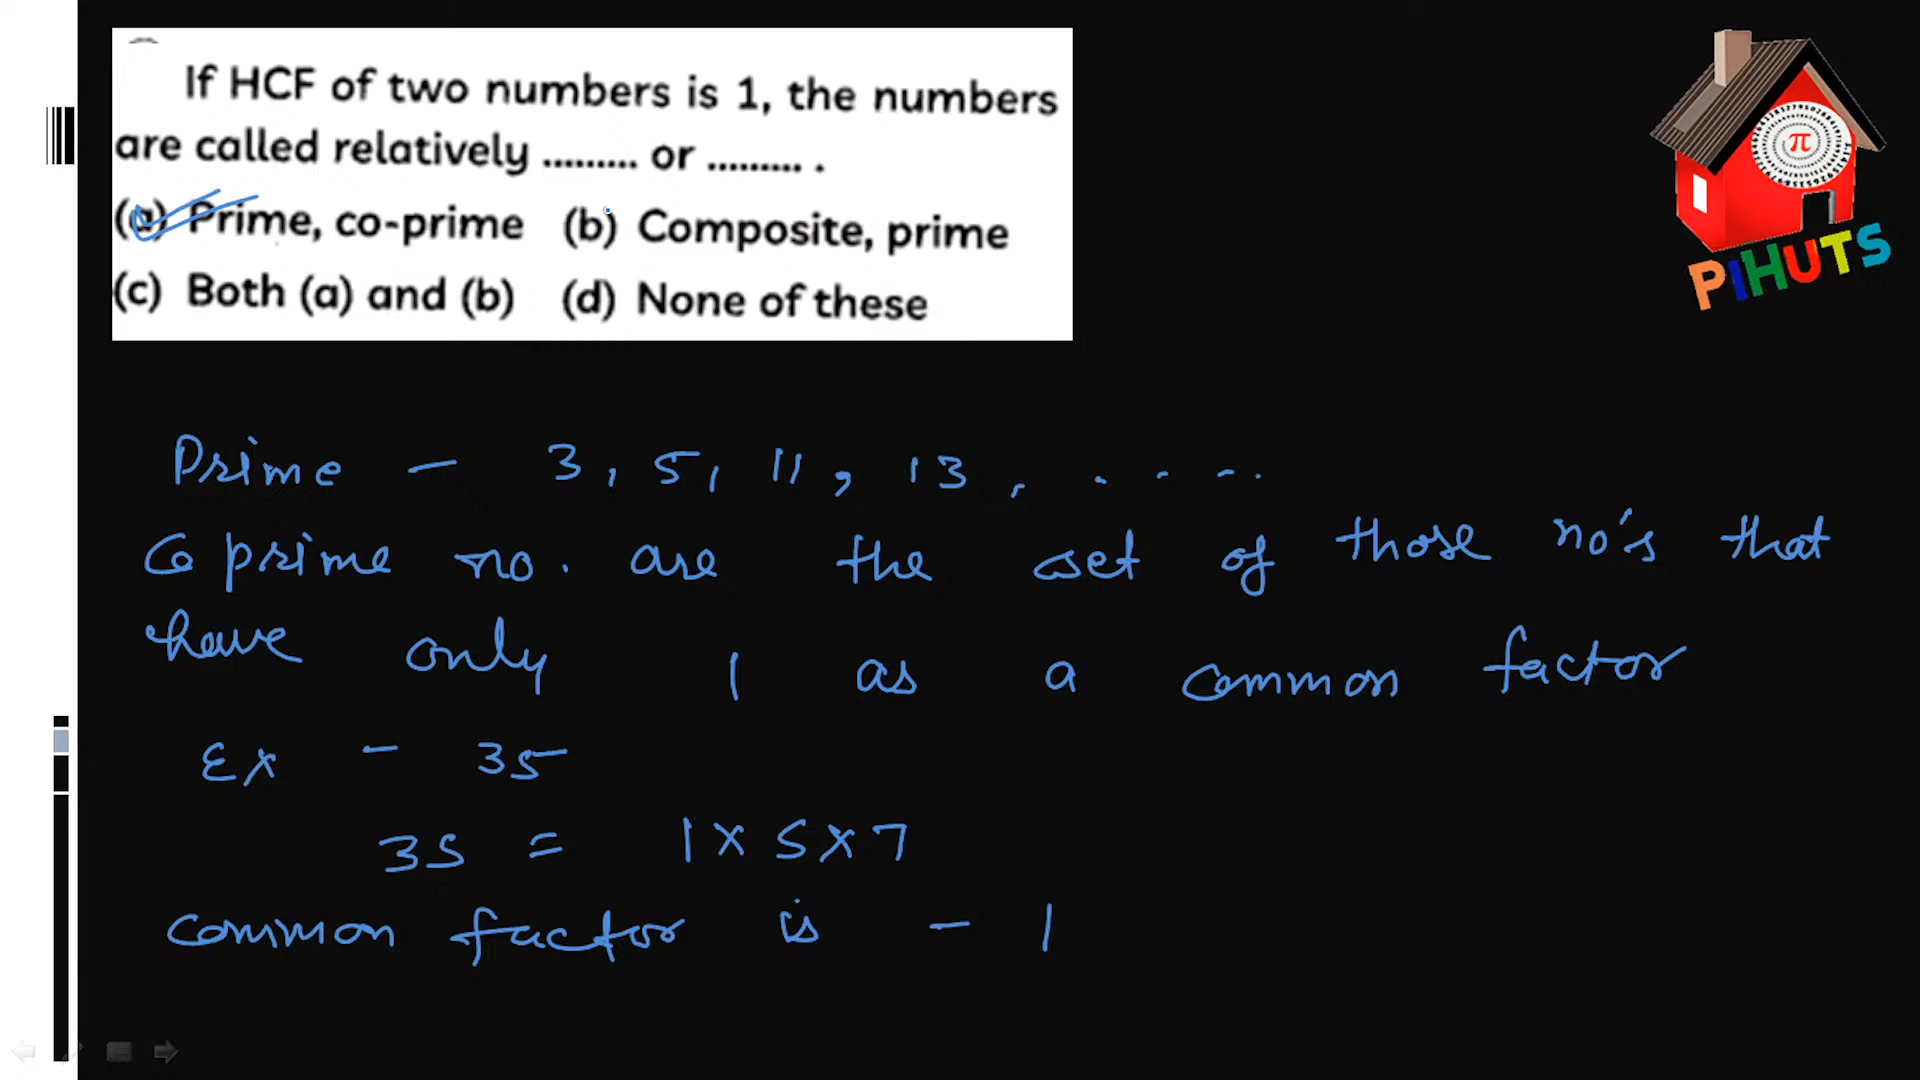 If HCF of two numbers is 1, the numbers
are called relatively ......... or ......... .
(a) Prime, co-prime (b) Composite, prime
(c) Both (a) and (b) (d) None of these
π
PIHUTS
Prime - 3, 5, 11, 13, . . . .
Co prime no. are the set of those no's that
have only 1 as a common factor
Ex - 35
35 = 1 x 5 x 7
common factor is - 1